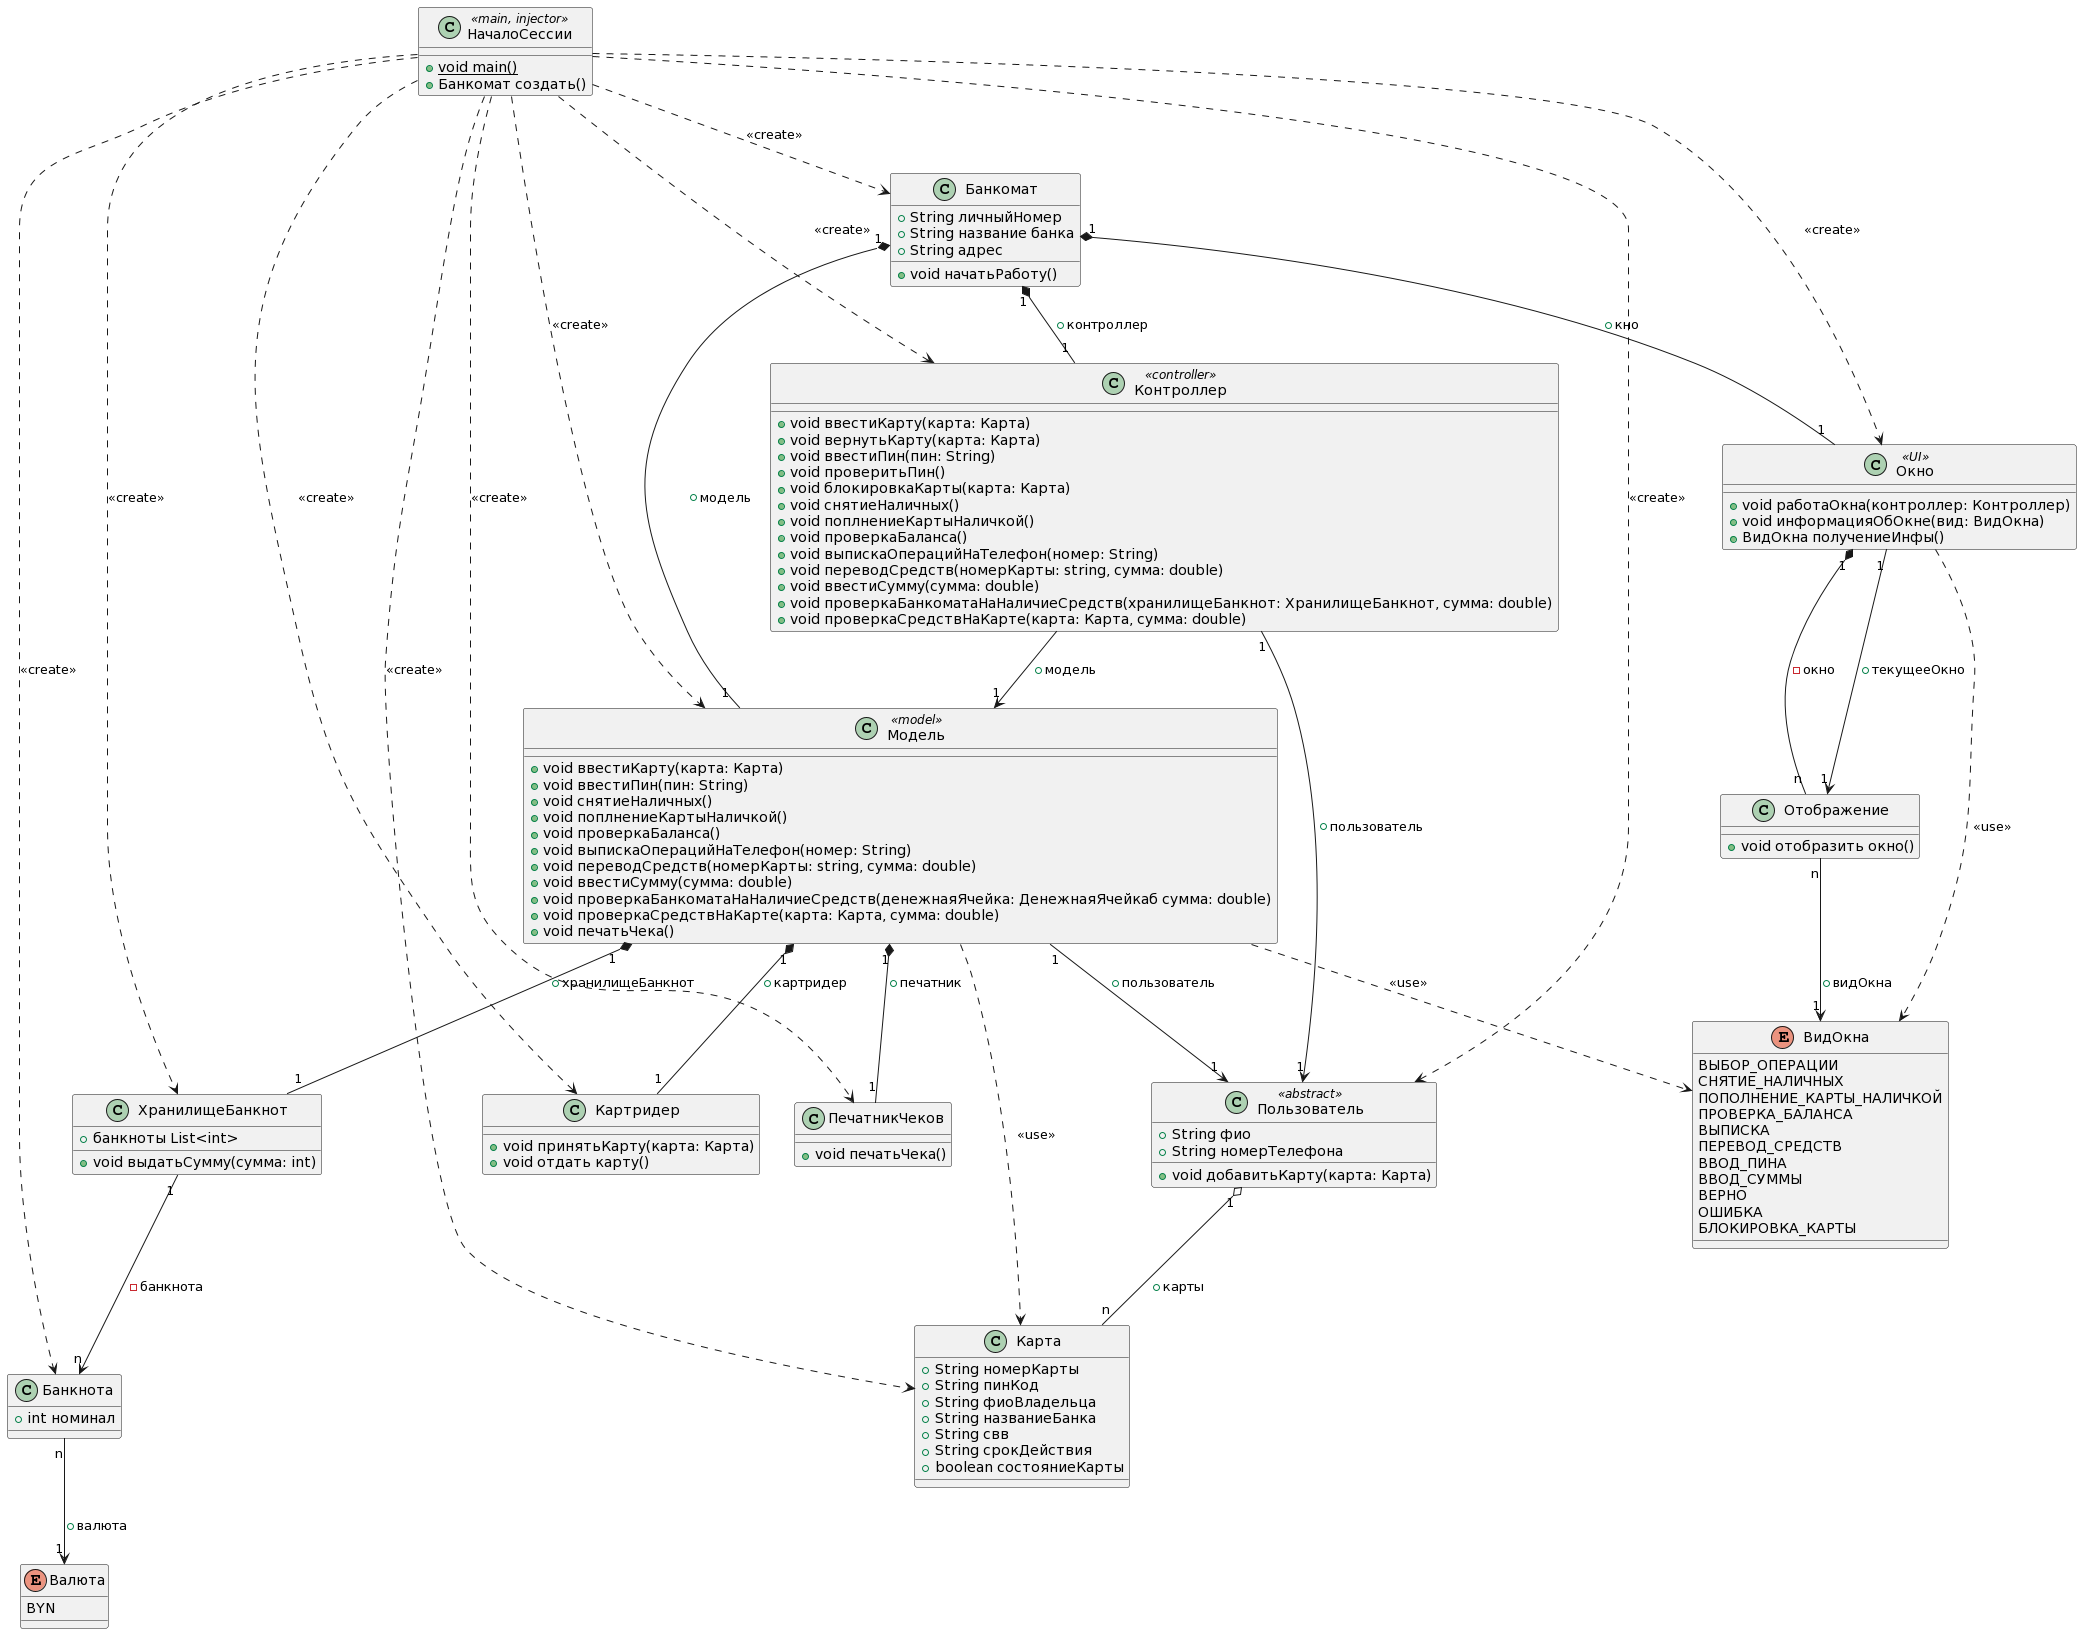 «main, injector»
C НачалоСессии
void main()
Банкомат создать()
«create»
C Банкомат
String личныйНомер
String название банка
String адрес
void начатьРаботу()
1
1
1
«create»
«create»
«create»
контроллер
кно
1
1
«controller»
C Контроллер
void ввестиКарту(карта: Карта)
void вернутьКарту(карта: Карта)
void ввестиПин(пин: String)
void проверитьПин()
void блокировкаКарты(карта: Карта)
void снятиеНаличных()
void поплнениеКартыНаличкой()
void проверкаБаланса()
void выпискаОперацийНаТелефон(номер: String)
void переводСредств(номерКарты: string, сумма: double)
void ввестиСумму(сумма: double)
void проверкаБанкоматаНаНаличиеСредств(хранилищеБанкнот: ХранилищеБанкнот, сумма: double)
void проверкаСредствНаКарте(карта: Карта, сумма: double)
«UI»
C Окно
void работаОкна(контроллер: Контроллер)
void информацияОбОкне(вид: ВидОкна)
ВидОкна получениеИнфы()
«create»
«create»
«create»
модель
«create»
1
1
1
«create»
«create»
модель
окно
текущееОкно
1
1
«model»
C Модель
void ввестиКарту(карта: Карта)
void ввестиПин(пин: String)
void снятиеНаличных()
void поплнениеКартыНаличкой()
void проверкаБаланса()
void выпискаОперацийНаТелефон(номер: String)
void переводСредств(номерКарты: string, сумма: double)
void ввестиСумму(сумма: double)
void проверкаБанкоматаНаНаличиеСредств(денежнаяЯчейка: ДенежнаяЯчейкаб сумма: double)
void проверкаСредствНаКарте(карта: Карта, сумма: double)
void печатьЧека()
пользователь
n
1
C Отображение
void отобразить окно()
«use»
n
1
1
1
1
хранилищеБанкнот
картридер
печатник
пользователь
«use»
видОкна
1
C ВидОкна
E
ВЫБОР_ОПЕРАЦИИ
СНЯТИЕ_НАЛИЧНЫХ
ПОПОЛНЕНИЕ_КАРТЫ_НАЛИЧКОЙ
ПРОВЕРКА_БАЛАНСА
ВЫПИСКА
ПЕРЕВОД_СРЕДСТВ
ВВОД_ПИНА
ВВОД_СУММЫ
ВЕРНО
ОШИБКА
БЛОКИРОВКА_КАРТЫ
1
1
1
1
1
C ХранилищеБанкнот
банкноты List<int>
void выдатьСумму(сумма: int)
C Картридер
void принятьКарту(карта: Карта)
void отдать карту()
C ПечатникЧеков
void печатьЧека()
«abstract»
C Пользователь
String фио
String номерТелефона
void добавитьКарту(карта: Карта)
«use»
1
1
банкнота
карты
n
n
C Карта
String номерКарты
String пинКод
String фиоВладельца
String названиеБанка
String свв
String срокДействия
boolean состояниеКарты
C Банкнота
int номинал
n
валюта
1
E Валюта
BYN